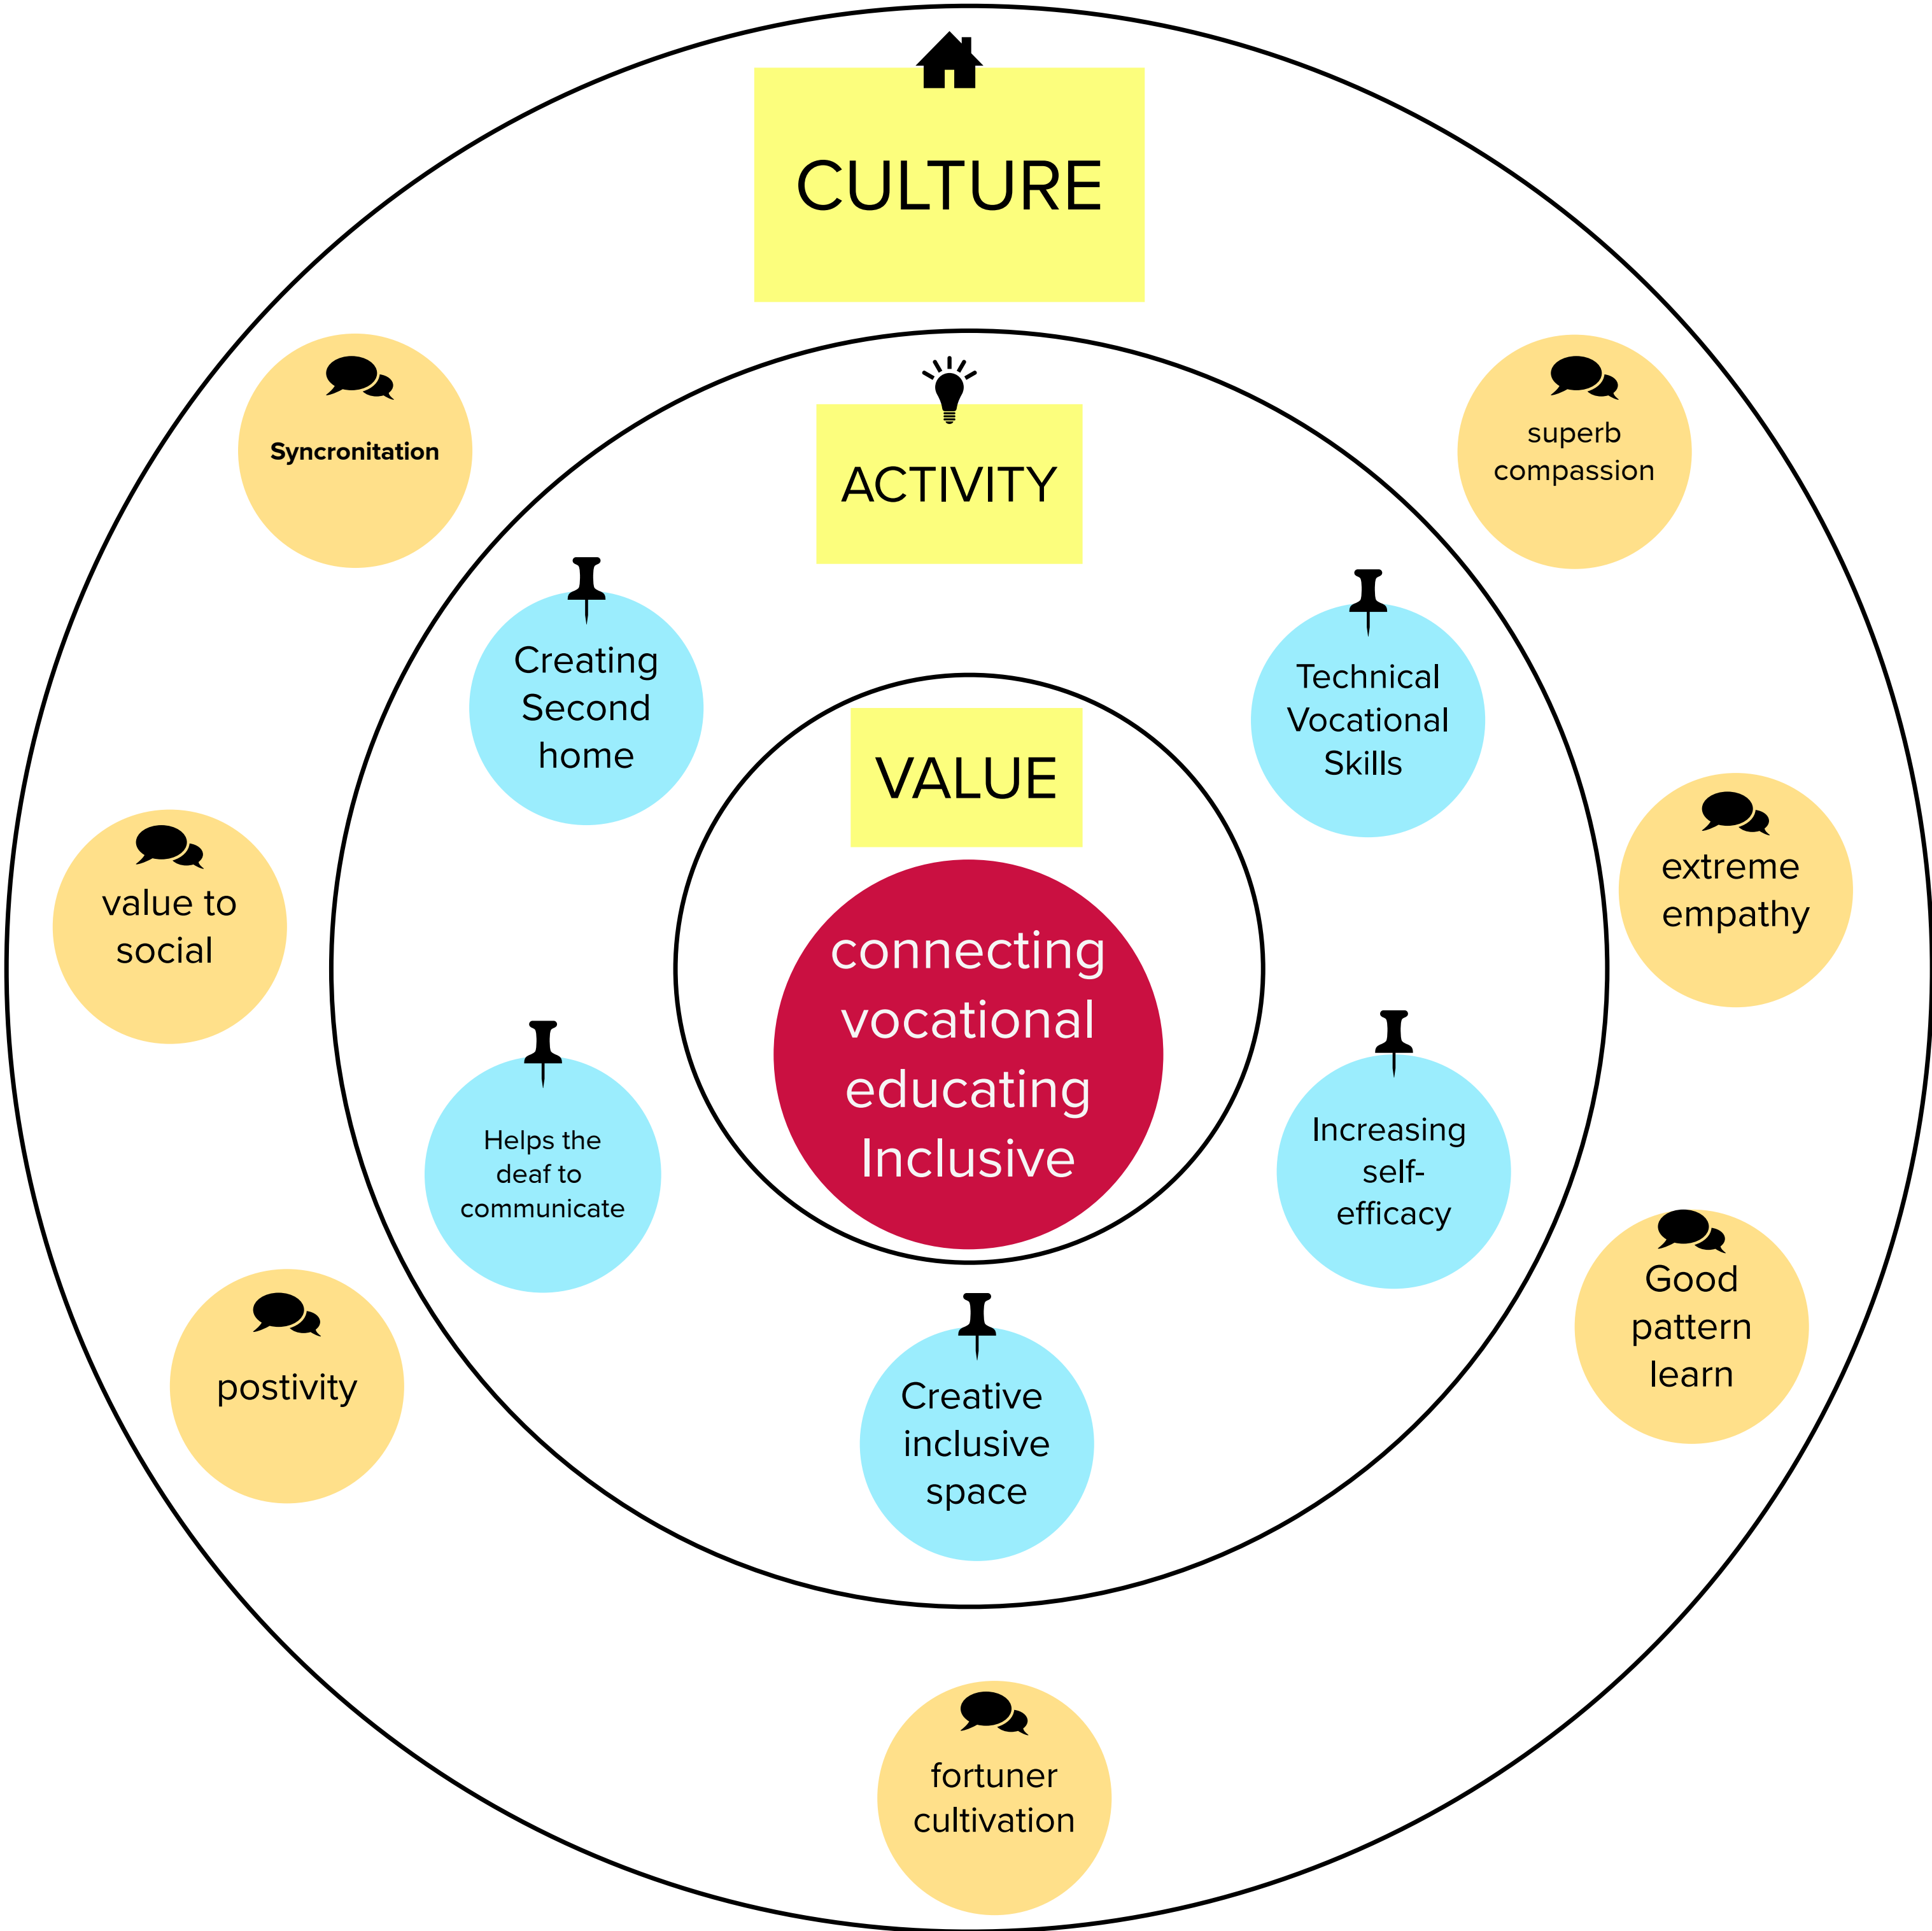 CULTURE
Syncronitation
superb
compassion
ACTIVITY
Creating
Second
home
Technical
Vocational
Skills
VALUE
value to
social
extreme
empathy
connecting
vocational
educating
Inclusive
Helps the
deaf to
communicate
Increasing
self-
efficacy
postivity
Good
pattern
learn
Creative
inclusive
space
fortuner
cultivation